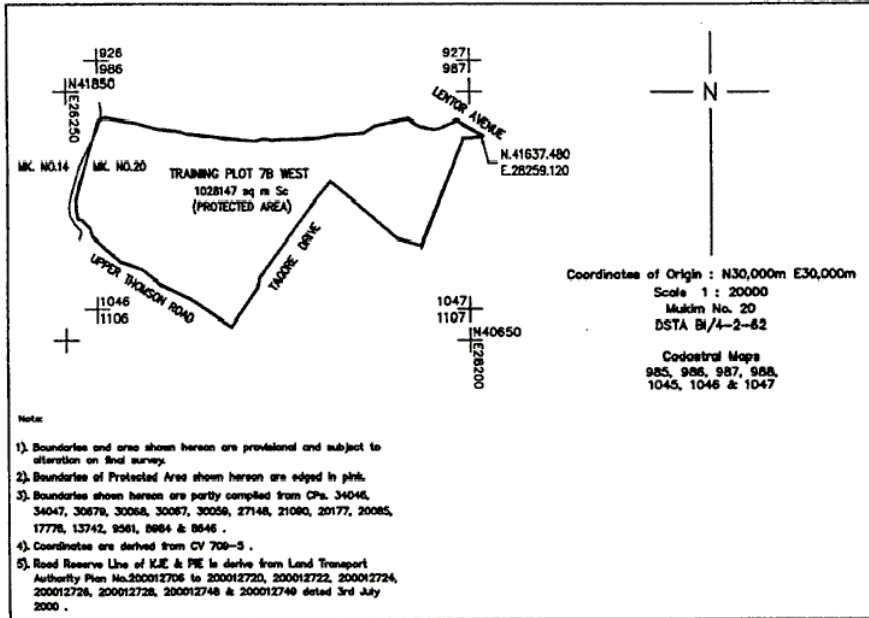 926
986
927
987
N41850
E26250
LENTOR AVENUE
N
N.41637.480
E.28259.120
MK. NO.14
MK. NO.20
TRAINING PLOT 7B WEST
1028147 sq m Sc
(PROTECTED AREA)
TAGORE DRIVE
UPPER THOMSON ROAD
1046
1106
1047
1107
N40650
E28200
Coordinates of Origin : N30,000m E30,000m
Scale 1 : 20000
Mukim No. 20
DSTA BI/4-2-62
Cadastral Maps
985, 986, 987, 988,
1045, 1046 & 1047
Note:
1). Boundaries and area shown hereon are provisional and subject to
alteration on final survey.
2). Boundaries of Protected Area shown hereon are edged in pink.
3). Boundaries shown hereon are partly compiled from CPs. 34046,
34047, 30679, 30068, 30067, 30059, 27148, 21090, 20177, 20085,
17778, 13742, 9561, 8984 & 8646 .
4). Coordinates are derived from CV 709-5 .
5). Road Reserve Line of KJE & PIE is derive from Land Transport
Authority Plan No.200012706 to 200012720, 200012722, 200012724,
200012726, 200012728, 200012748 & 200012749 dated 3rd July
2000 .